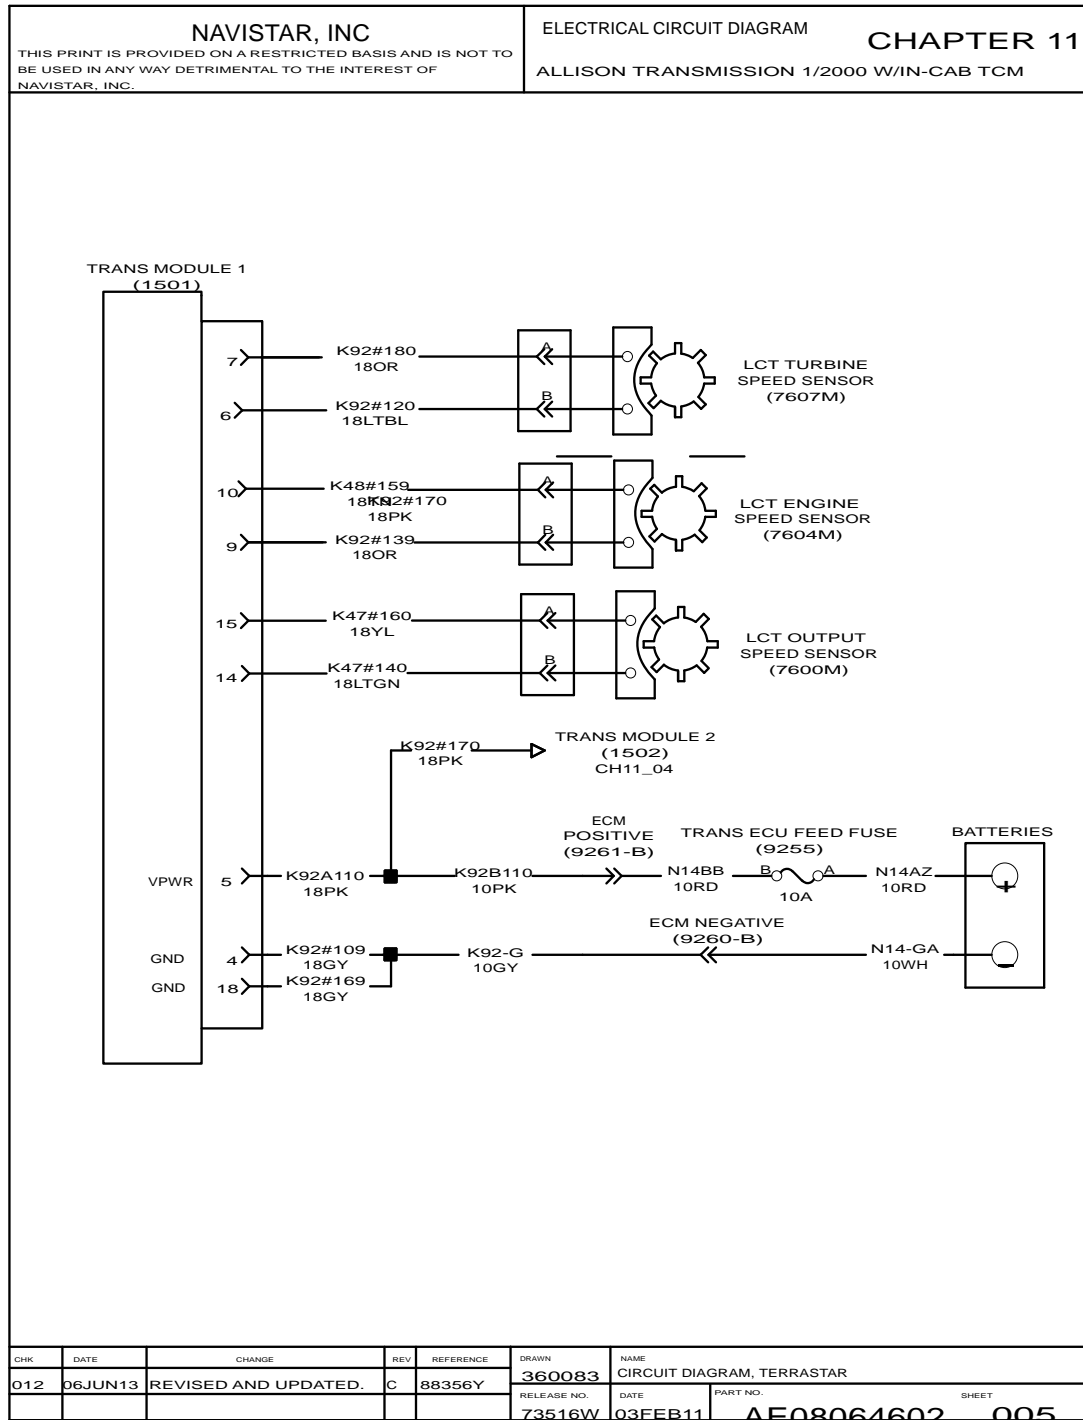 NAVISTAR, INC
THIS PRINT IS PROVIDED ON A RESTRICTED BASIS AND IS NOT TO
BE USED IN ANY WAY DETRIMENTAL TO THE INTEREST OF
NAVISTAR, INC.
ELECTRICAL CIRCUIT DIAGRAM
CHAPTER 11
ALLISON TRANSMISSION 1/2000 W/IN-CAB TCM
TRANS MODULE 1
(1501)
7
K92#180
18OR
A
LCT TURBINE
SPEED SENSOR
(7607M)
6
K92#120
18LTBL
B
10
K48#159
18TN
K92#170
18PK
A
LCT ENGINE
SPEED SENSOR
(7604M)
9
K92#139
18OR
B
15
K47#160
18YL
A
LCT OUTPUT
SPEED SENSOR
(7600M)
14
K47#140
18LTGN
B
K92#170
18PK
TRANS MODULE 2
(1502)
CH11_04
ECM
POSITIVE
(9261-B)
TRANS ECU FEED FUSE
(9255)
BATTERIES
VPWR
5
K92A110
18PK
K92B110
10PK
N14BB
10RD
B
A
10A
N14AZ
10RD
+
ECM NEGATIVE
(9260-B)
GND
4
K92#109
18GY
K92-G
10GY
N14-GA
10WH
–
GND
18
K92#169
18GY
CHK DATE CHANGE REV REFERENCE
012 06JUN13 REVISED AND UPDATED. C 88356Y
DRAWN
360083
NAME
CIRCUIT DIAGRAM, TERRASTAR
RELEASE NO.
73516W
DATE
03FEB11
PART NO.
AE08064602
SHEET
005